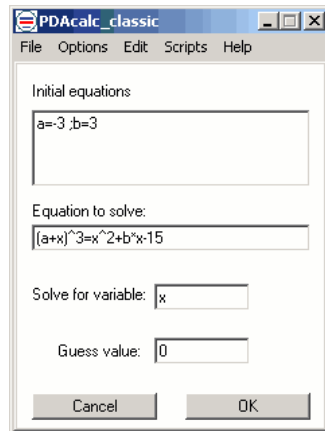 PDAcalc_classic
File Options Edit Scripts Help
Initial equations
a=-3 ;b=3
Equation to solve:
(a+x)^3=x^2+b*x-15
Solve for variable: x
Guess value: 0
Cancel OK